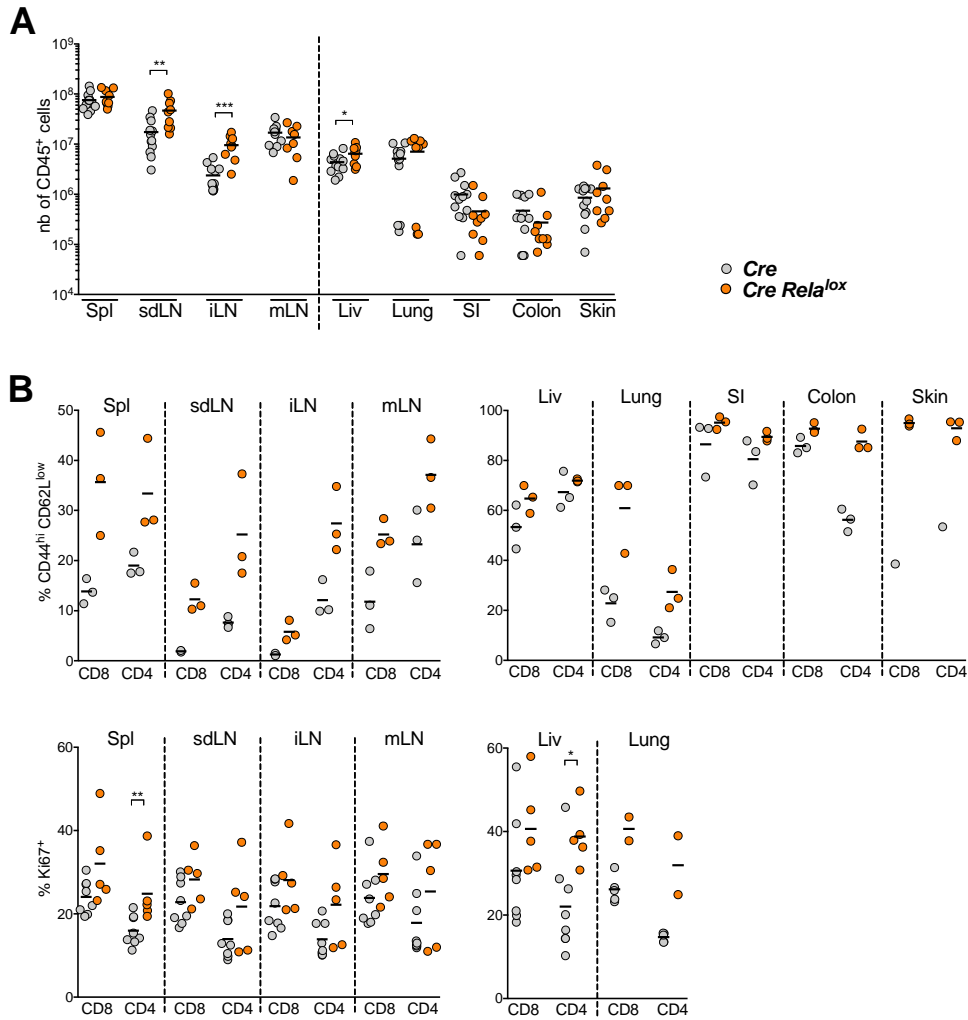 A
nb of CD45+ cells
10⁹
10⁸
10⁷
10⁶
10⁵
10⁴
** *** *
Spl sdLN iLN mLN Liv Lung SI Colon Skin
Cre
Cre Relaˡᵒˣ
B
% CD44ʰⁱ CD62Lˡᵒʷ
Spl sdLN iLN mLN
50
40
30
20
10
0
CD8 CD4 CD8 CD4 CD8 CD4 CD8 CD4
Liv Lung SI Colon Skin
100
80
60
40
20
0
CD8 CD4 CD8 CD4 CD8 CD4 CD8 CD4 CD8 CD4
% Ki67⁺
Spl sdLN iLN mLN
60
40
20
0
**
CD8 CD4 CD8 CD4 CD8 CD4 CD8 CD4
Liv Lung
60
40
20
0
*
CD8 CD4 CD8 CD4